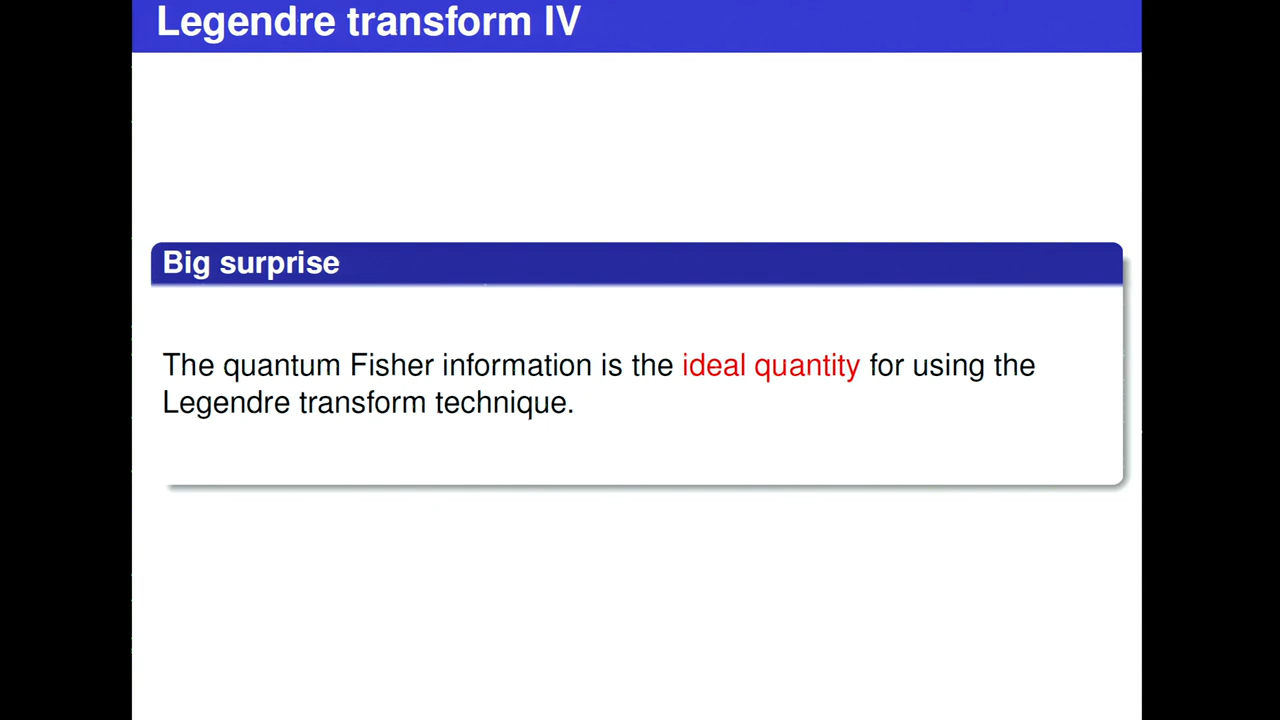 Legendre transform IV
Big surprise
The quantum Fisher information is the ideal quantity for using the
Legendre transform technique.